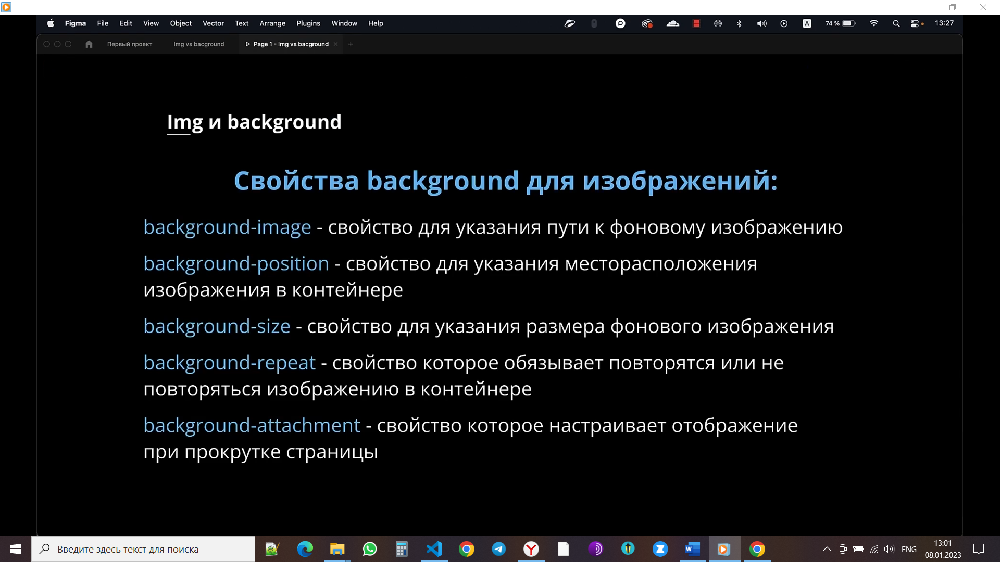 Figma File Edit View Object Vector Text Arrange Plugins Window Help A 74 % 13:27
Первый проект Img vs bacground Page 1 - Img vs bacground
Img и background
Свойства background для изображений:
background-image - свойство для указания пути к фоновому изображению
background-position - свойство для указания месторасположения
изображения в контейнере
background-size - свойство для указания размера фонового изображения
background-repeat - свойство которое обязывает повторятся или не
повторяться изображению в контейнере
background-attachment - свойство которое настраивает отображение
при прокрутке страницы
Введите здесь текст для поиска
ENG
13:01
08.01.2023